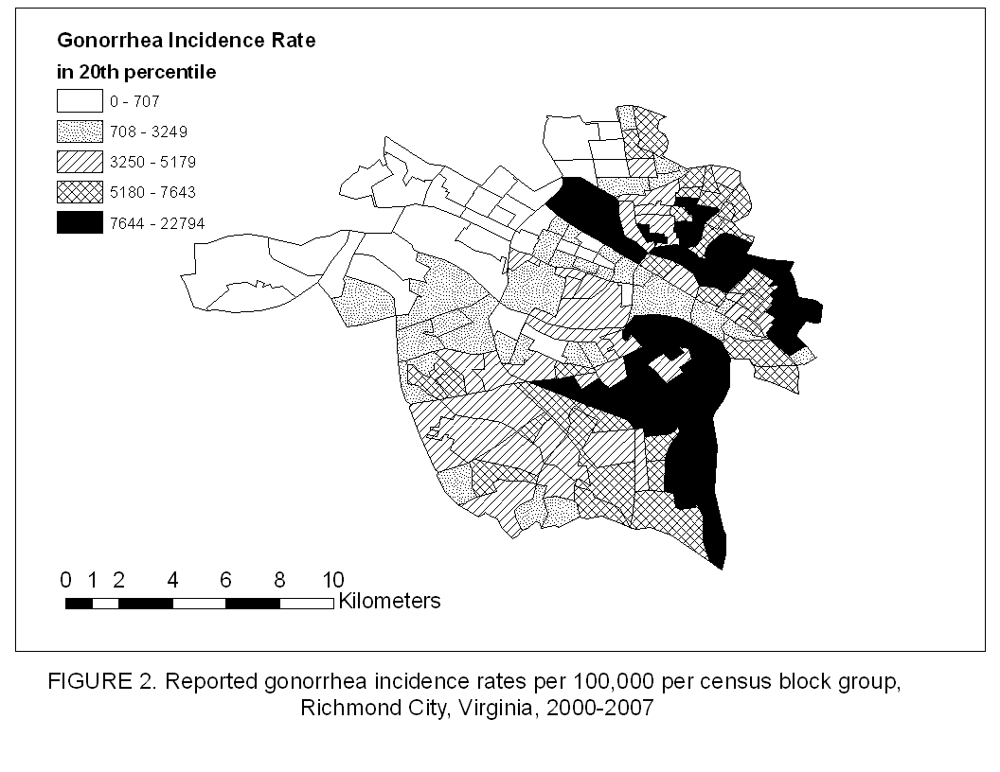 Gonorrhea Incidence Rate
in 20th percentile
0 - 707
708 - 3249
3250 - 5179
5180 - 7643
7644 - 22794
0 1 2 4 6 8 10
Kilometers
FIGURE 2. Reported gonorrhea incidence rates per 100,000 per census block group,
Richmond City, Virginia, 2000-2007